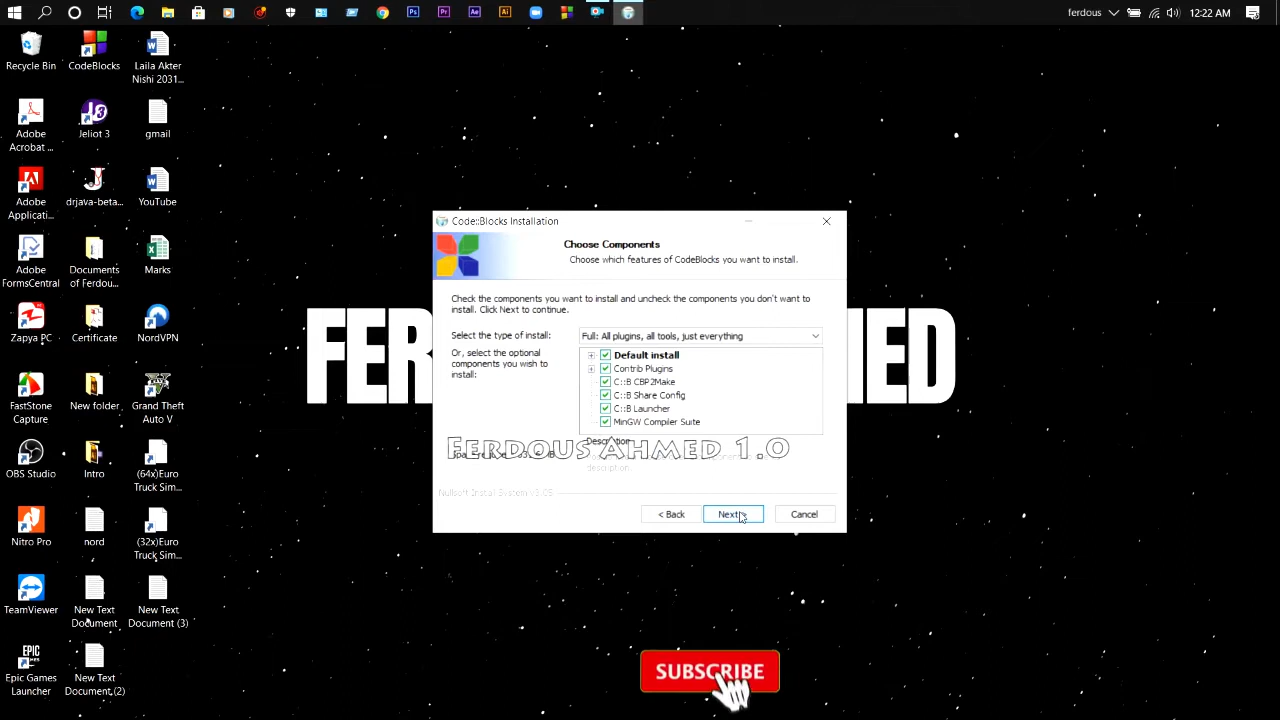 ferdous
12:22 AM
Recycle Bin
CodeBlocks
Laila Akter
Nishi 2031...
Adobe
Acrobat ...
Jeliot 3
gmail
Adobe
Applicati...
drjava-beta...
YouTube
Adobe
FormsCentral
Documents
of Ferdou...
Marks
Zapya PC
Certificate
NordVPN
FastStone
Capture
New folder
Grand Theft
Auto V
OBS Studio
Intro
(64x)Euro
Truck Sim...
Nitro Pro
nord
(32x)Euro
Truck Sim...
TeamViewer
New Text
Document
New Text
Document (3)
Epic Games
Launcher
New Text
Document (2)
Code::Blocks Installation
Choose Components
Choose which features of CodeBlocks you want to install.
Check the components you want to install and uncheck the components you don't want to
install. Click Next to continue.
Select the type of install:
Full: All plugins, all tools, just everything
Or, select the optional
components you wish to
install:
Default install
Contrib Plugins
C::B CBP2Make
C::B Share Config
C::B Launcher
MinGW Compiler Suite
Description
FERDOUS AHMED 1.0
description.
Nullsoft Install System v3.05
< Back
Next >
Cancel
SUBSCRIBE